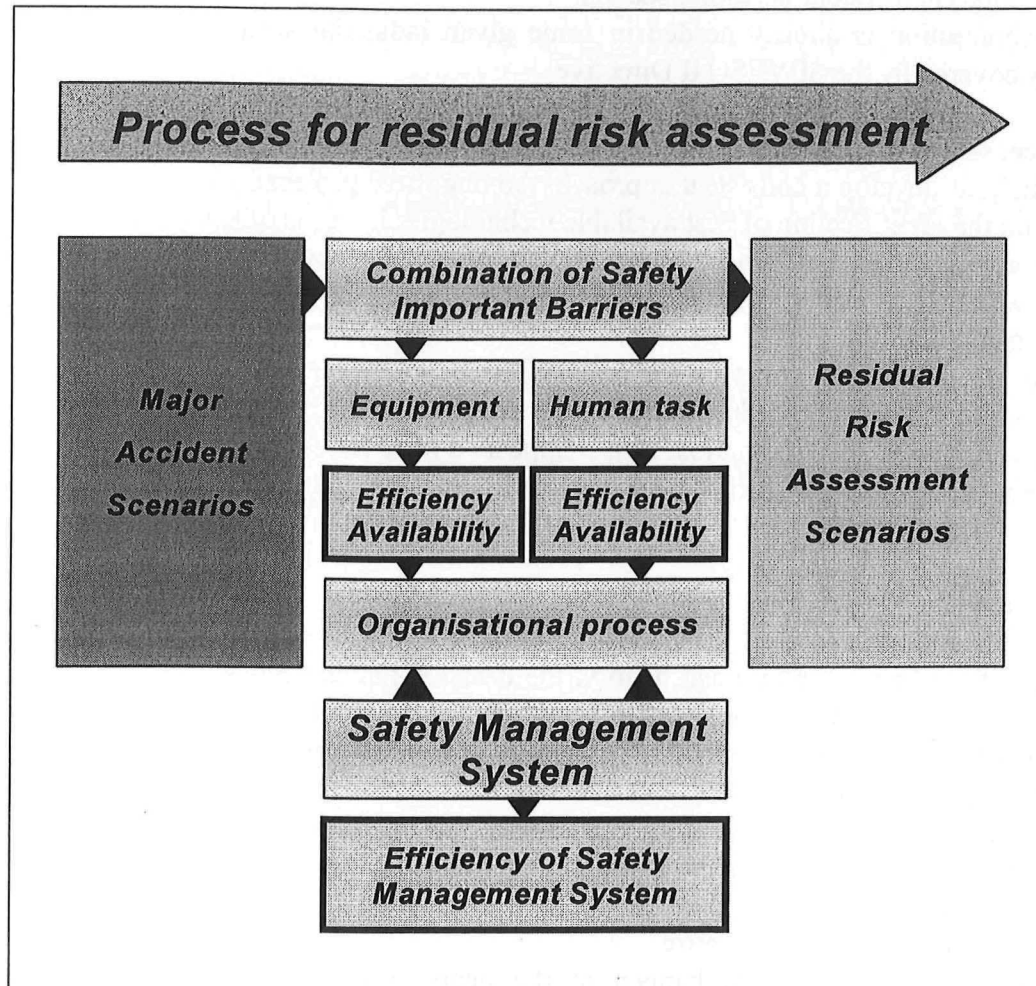 Process for residual risk assessment
Major
Accident
Scenarios
Combination of Safety
Important Barriers
Equipment
Human task
Efficiency
Availability
Efficiency
Availability
Organisational process
Safety Management
System
Efficiency of Safety
Management System
Residual
Risk
Assessment
Scenarios